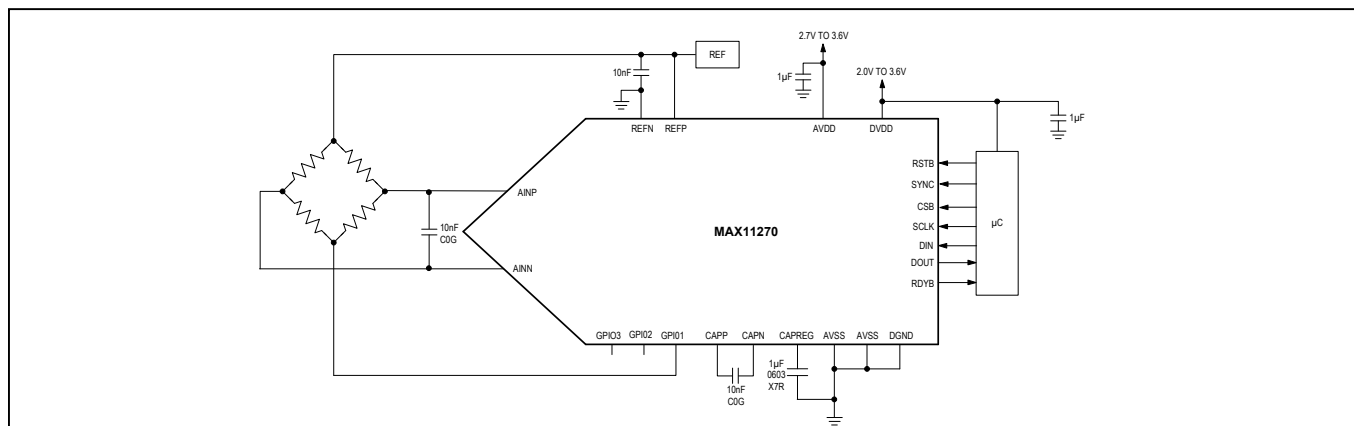 2.7V TO 3.6V
REF
10nF
1µF
2.0V TO 3.6V
1µF
REFN
REFP
AVDD
DVDD
RSTB
SYNC
CSB
SCLK
DIN
DOUT
RDYB
µC
AINP
10nF
C0G
AINN
MAX11270
GPIO3
GPI02
GPI01
CAPP
CAPN
CAPREG
AVSS
AVSS
DGND
10nF
C0G
1µF
0603
X7R